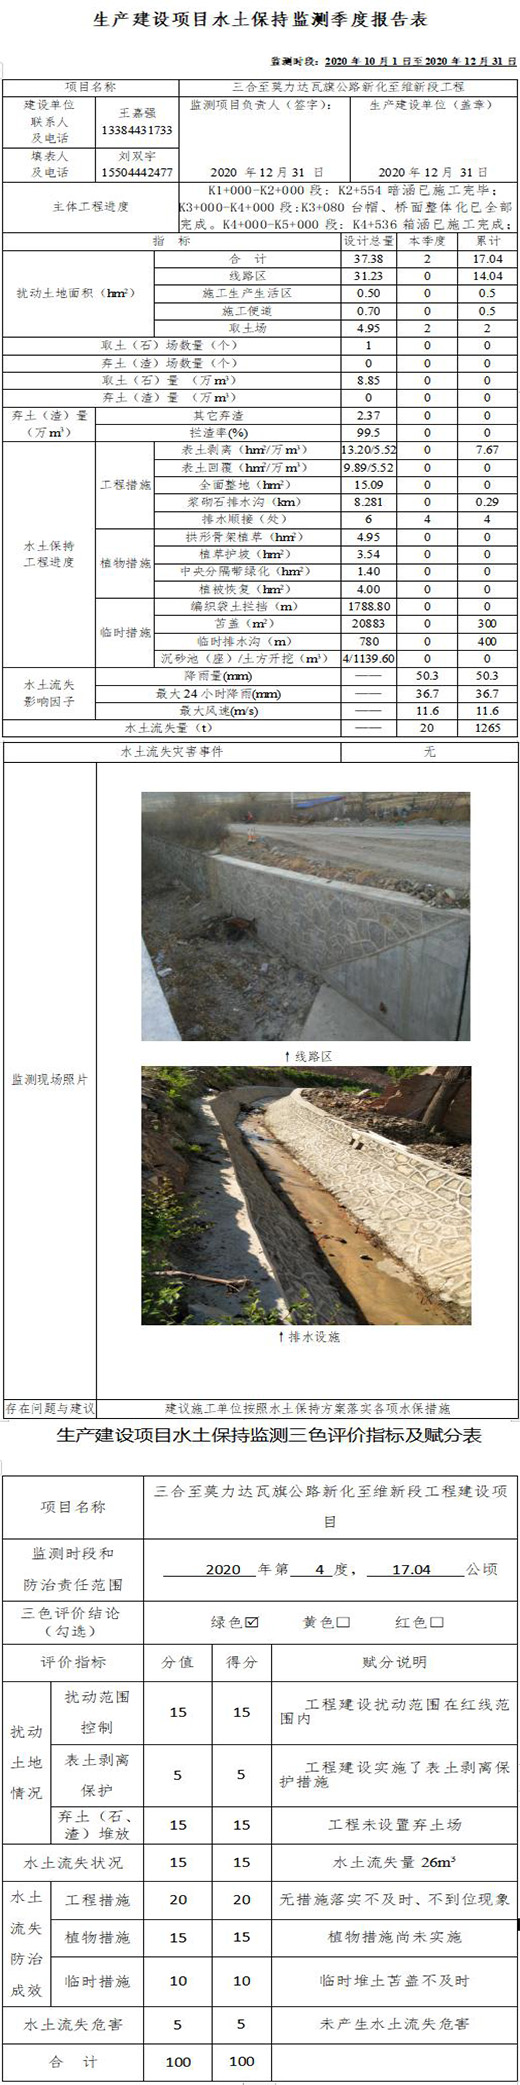 生产建设项目水土保持监测季度报告表
监测时段：2020 年 10 月 1 日至 2020 年 12 月 31 日
项目名称 三合至莫力达瓦旗公路新化至维新段工程
建设单位
联系人
及电话
王嘉强
13384431733
监测项目负责人（签字）：
2020 年 12 月 31 日
生产建设单位（盖章）
2020 年 12 月 31 日
填表人
及电话
刘双宇
15504442477
主体工程进度
K1+000-K2+000 段：K2+554 暗涵已施工完毕；
K3+000-K4+000 段:K3+080 台帽、桥面整体化已全部
完成。K4+000-K5+000 段：K4+536 箱涵已施工完成；
指 标 设计总量 本季度 累计
扰动土地面积（hm²）
合 计 37.38 2 17.04
线路区 31.23 0 14.04
施工生产生活区 0.50 0 0.5
施工便道 0.70 0 0.5
取土场 4.95 2 2
取土（石）场数量（个） 1 0 0
弃土（渣）场数量（个） 0 0 0
取土（石）量 （万 m³） 8.85 0 0
弃土（渣）量 （万 m³） 0 0 0
弃土（渣）量
（万 m³）
其它弃渣 2.37 0 0
拦渣率(%) 99.5 0 0
水土保持
工程进度
工程措施
表土剥离（hm²/万 m³） 13.20/5.52 0 7.67
表土回覆（hm²/万 m³） 9.89/5.52 0 0
全面整地（hm²） 15.09 0 0
浆砌石排水沟（km） 8.281 0 0.29
排水顺接（处） 6 4 4
植物措施
拱形骨架植草（hm²） 4.95 0 0
植草护坡（hm²） 3.54 0 0
中央分隔带绿化（hm²） 1.40 0 0
植被恢复（hm²） 4.00 0 0
临时措施
编织袋土拦挡（m） 1788.80 0 0
苫盖（m²） 20883 0 300
临时排水沟（m） 780 0 400
沉砂池（座）/土方开挖（m³） 4/1139.60 0 0
水土流失
影响因子
降雨量(mm) —— 50.3 50.3
最大 24 小时降雨(mm) —— 36.7 36.7
最大风速(m/s) —— 11.6 11.6
水土流失量（t） —— 20 1265
水土流失灾害事件 无
监测现场照片
↑线路区
↑排水设施
存在问题与建议 建议施工单位按照水土保持方案落实各项水保措施
生产建设项目水土保持监测三色评价指标及赋分表
项目名称
三合至莫力达瓦旗公路新化至维新段工程建设项
目
监测时段和
防治责任范围
2020 年第 4 度， 17.04 公顷
三色评价结论
（勾选）
绿色☑ 黄色□ 红色□
评价指标 分值 得分 赋分说明
扰动
土地
情况
扰动范围
控制
15 15
工程建设扰动范围在红线范
围内
表土剥离
保护
5 5
工程建设实施了表土剥离保
护措施
弃土（石、
渣）堆放
15 15 工程未设置弃土场
水土流失状况 15 15 水土流失量 26m³
水土
流失
防治
成效
工程措施 20 20 无措施落实不及时、不到位现象
植物措施 15 15 植物措施尚未实施
临时措施 10 10 临时堆土苫盖不及时
水土流失危害 5 5 未产生水土流失危害
合 计 100 100